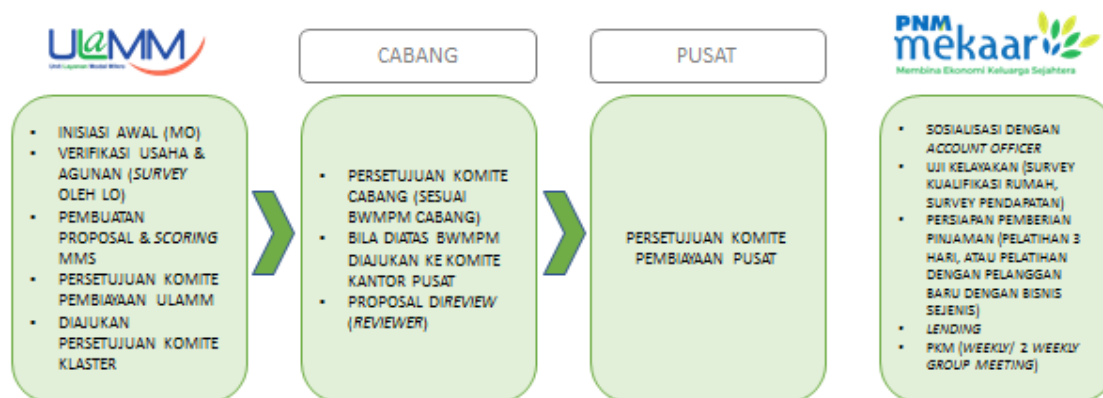 ULaMM
Unit Layanan Modal Mikro
CABANG
PUSAT
PNM
mekaar
Membina Ekonomi Keluarga Sejahtera
▪ INISIASI AWAL (MO)
▪ VERIFIKASI USAHA &
AGUNAN (SURVEY
OLEH LO)
▪ PEMBUATAN
PROPOSAL & SCORING
MMS
▪ PERSETUJUAN KOMITE
PEMBIAYAAN ULAMM
▪ DIAJUKAN
PERSETUJUAN KOMITE
KLASTER
▪ PERSETUJUAN KOMITE
CABANG (SESUAI
BWMPM CABANG)
▪ BILA DIATAS BWMPM
DIAJUKAN KE KOMITE
KANTOR PUSAT
▪ PROPOSAL DIREVIEW
(REVIEWER)
PERSETUJUAN KOMITE
PEMBIAYAAN PUSAT
▪ SOSIALISASI DENGAN
ACCOUNT OFFICER
▪ UJI KELAYAKAN (SURVEY
KUALIFIKASI RUMAH,
SURVEY PENDAPATAN)
▪ PERSIAPAN PEMBERIAN
PINJAMAN (PELATIHAN 3
HARI, ATAU PELATIHAN
DENGAN PELANGGAN
BARU DENGAN BISNIS
SEJENIS)
▪ LENDING
▪ PKM (WEEKLY/ 2 WEEKLY
GROUP MEETING)